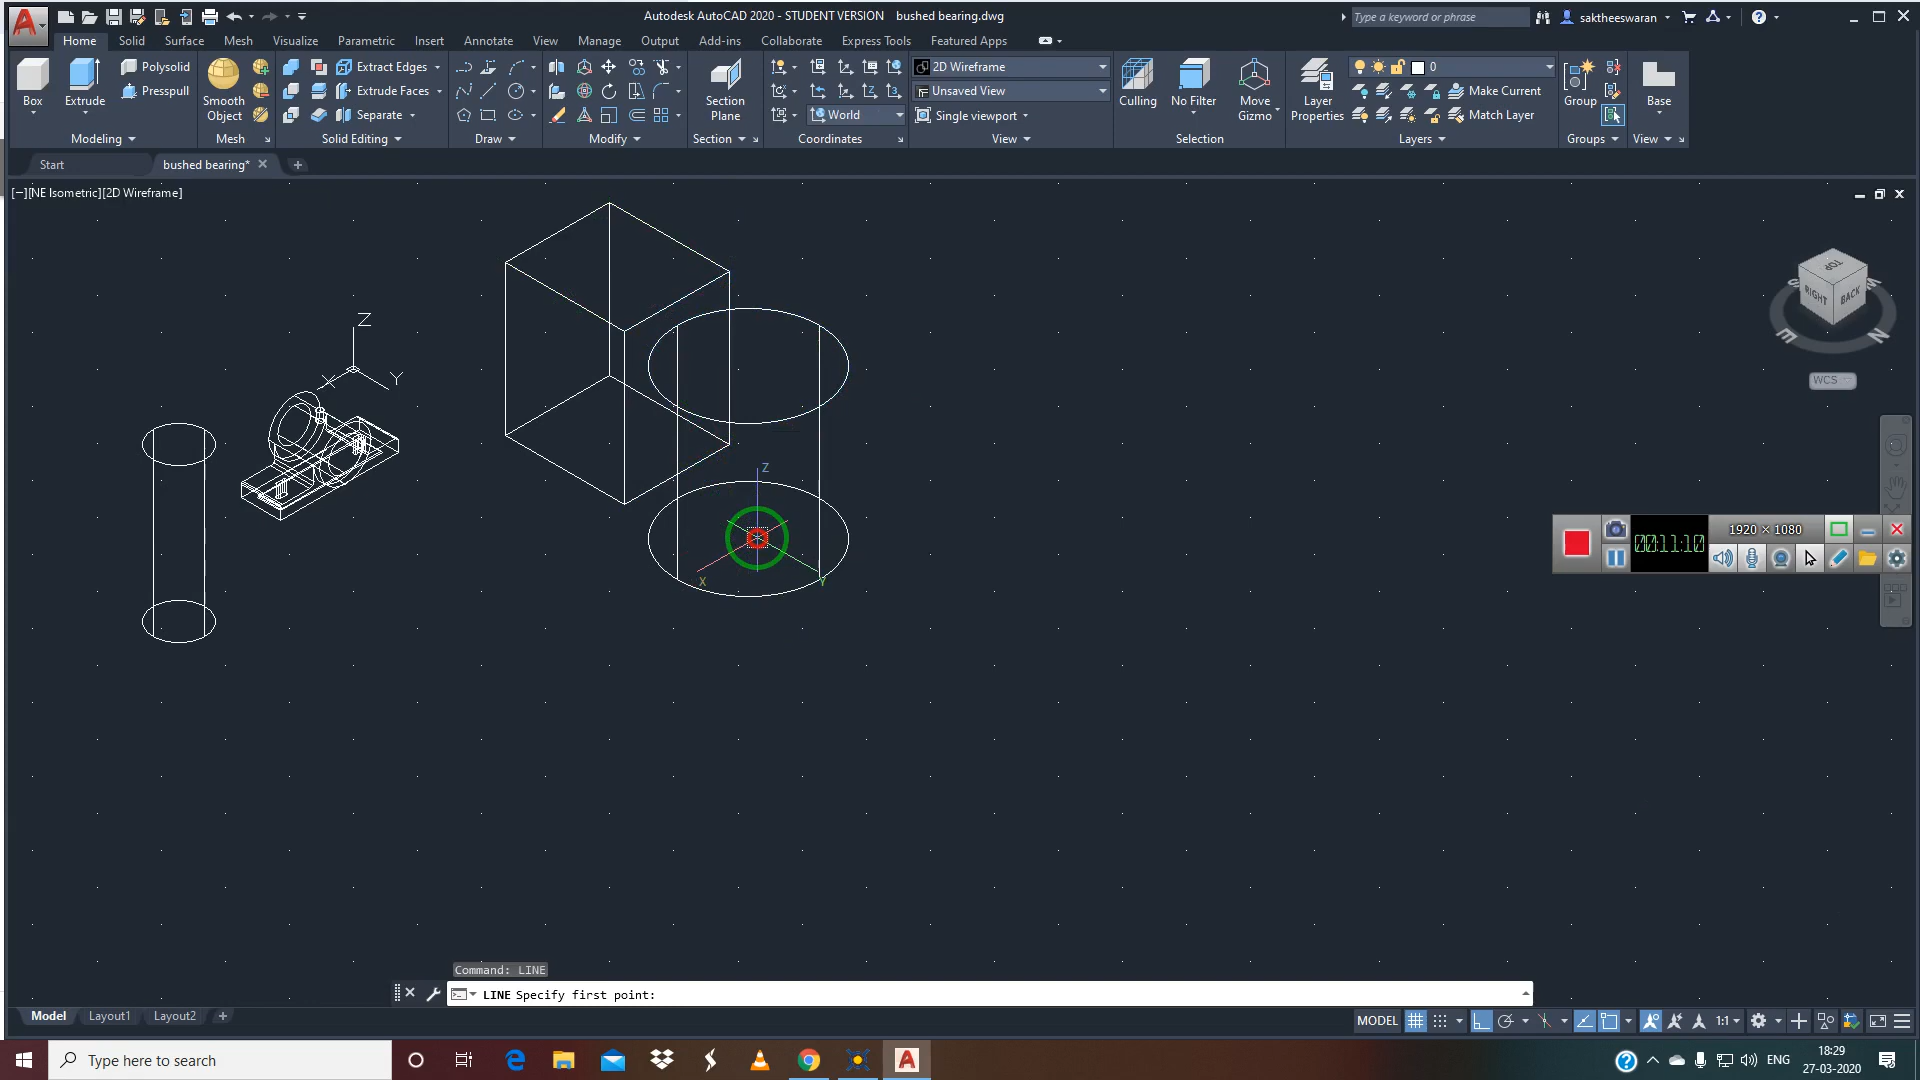 Autodesk AutoCAD 2020 - STUDENT VERSION bushed bearing.dwg
Type a keyword or phrase
saktheeswaran
Home Solid Surface Mesh Visualize Parametric Insert Annotate View Manage Output Add-ins Collaborate Express Tools Featured Apps
Box
Extrude
Polysolid
Presspull
Modeling
Smooth
Object
Mesh
Extract Edges
Extrude Faces
Separate
Solid Editing
Draw
Modify
Section
Plane
Section
World
Coordinates
2D Wireframe
Unsaved View
Single viewport
View
Culling
No Filter
Move
Gizmo
Selection
Layer
Properties
0
Make Current
Match Layer
Layers
Group
Groups
Base
View
Start
bushed bearing*
[−][NE Isometric][2D Wireframe]
Z
X
Y
Z
X
Y
TOP
RIGHT
BACK
E
N
WCS
00:11:10
1920 × 1080
Command: LINE
LINE Specify first point:
Model Layout1 Layout2
MODEL
1:1
Type here to search
ENG
18:29
27-03-2020